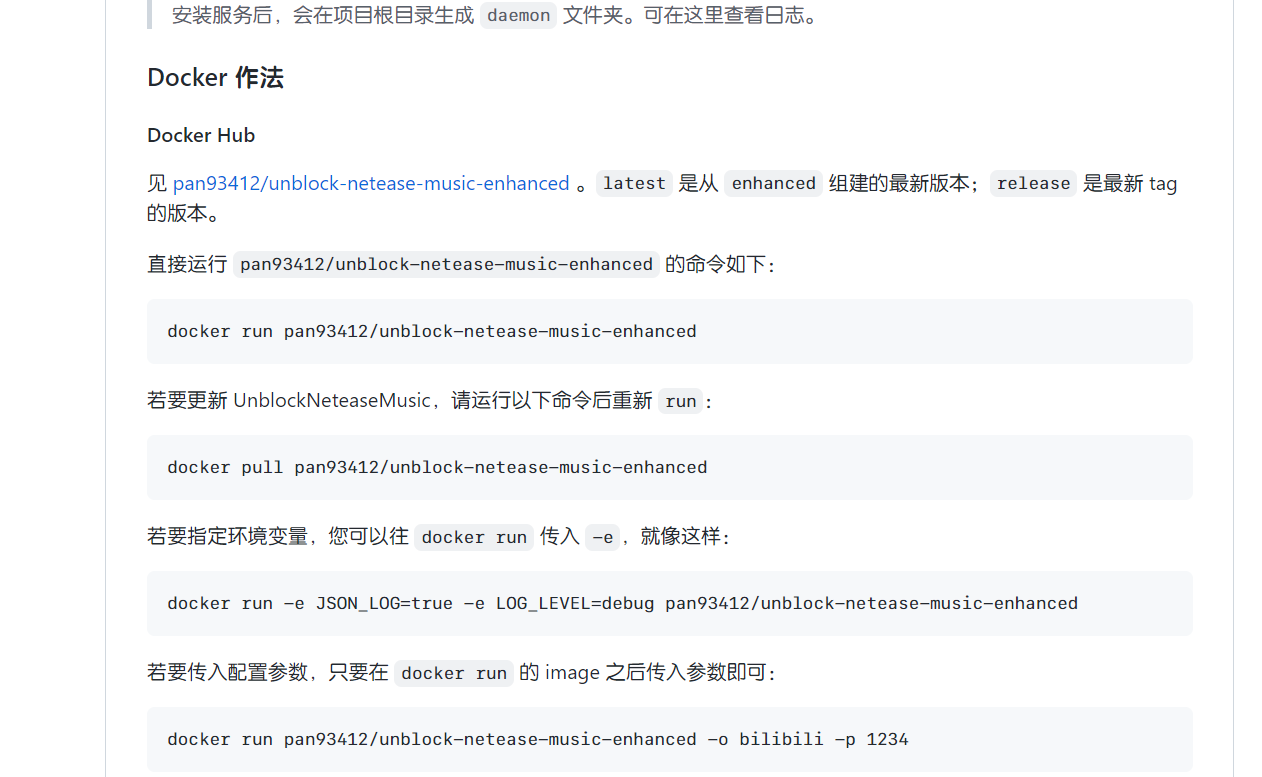 安装服务后，会在项目根目录生成 daemon 文件夹。可在这里查看日志。
Docker 作法
Docker Hub
见 pan93412/unblock-netease-music-enhanced 。latest 是从 enhanced 组建的最新版本；release 是最新 tag
的版本。
直接运行 pan93412/unblock-netease-music-enhanced 的命令如下：
docker run pan93412/unblock-netease-music-enhanced
若要更新 UnblockNeteaseMusic，请运行以下命令后重新 run：
docker pull pan93412/unblock-netease-music-enhanced
若要指定环境变量，您可以往 docker run 传入 -e，就像这样：
docker run -e JSON_LOG=true -e LOG_LEVEL=debug pan93412/unblock-netease-music-enhanced
若要传入配置参数，只要在 docker run 的 image 之后传入参数即可：
docker run pan93412/unblock-netease-music-enhanced -o bilibili -p 1234